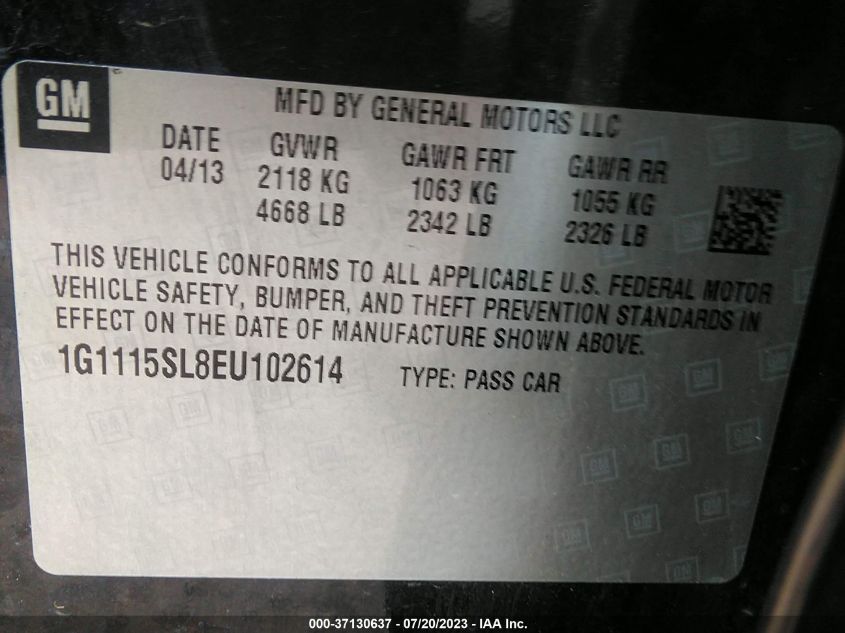 GM
MFD BY GENERAL MOTORS LLC
DATE GVWR GAWR FRT GAWR RR
04/13 2118 KG 1063 KG 1055 KG
4668 LB 2342 LB 2326 LB
THIS VEHICLE CONFORMS TO ALL APPLICABLE U.S. FEDERAL MOTOR
VEHICLE SAFETY, BUMPER, AND THEFT PREVENTION STANDARDS IN
EFFECT ON THE DATE OF MANUFACTURE SHOWN ABOVE.
1G1115SL8EU102614 TYPE: PASS CAR
000-37130637 - 07/20/2023 - IAA Inc.